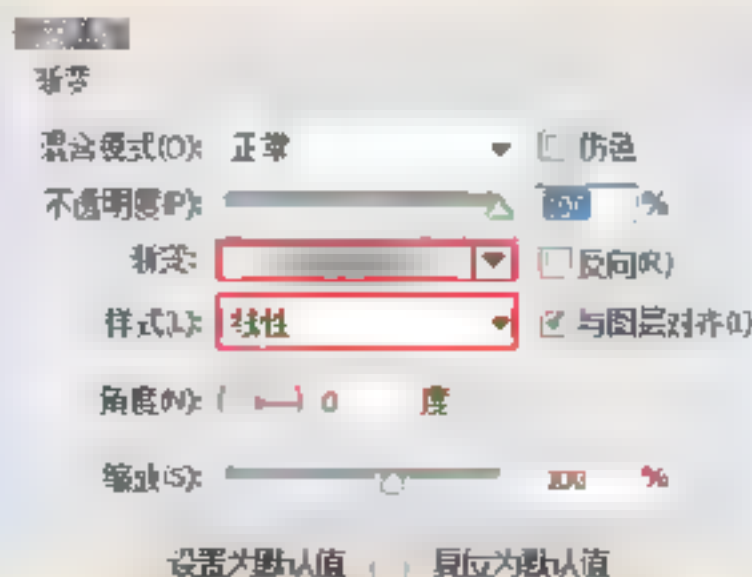 渐变
混合模式(O): 正常 仿色
不透明度(P): 100 %
渐变: 反向(R)
样式(L): 线性 与图层对齐(I)
角度(N): 0 度
缩放(S): 100 %
设置为默认值 复位为默认值